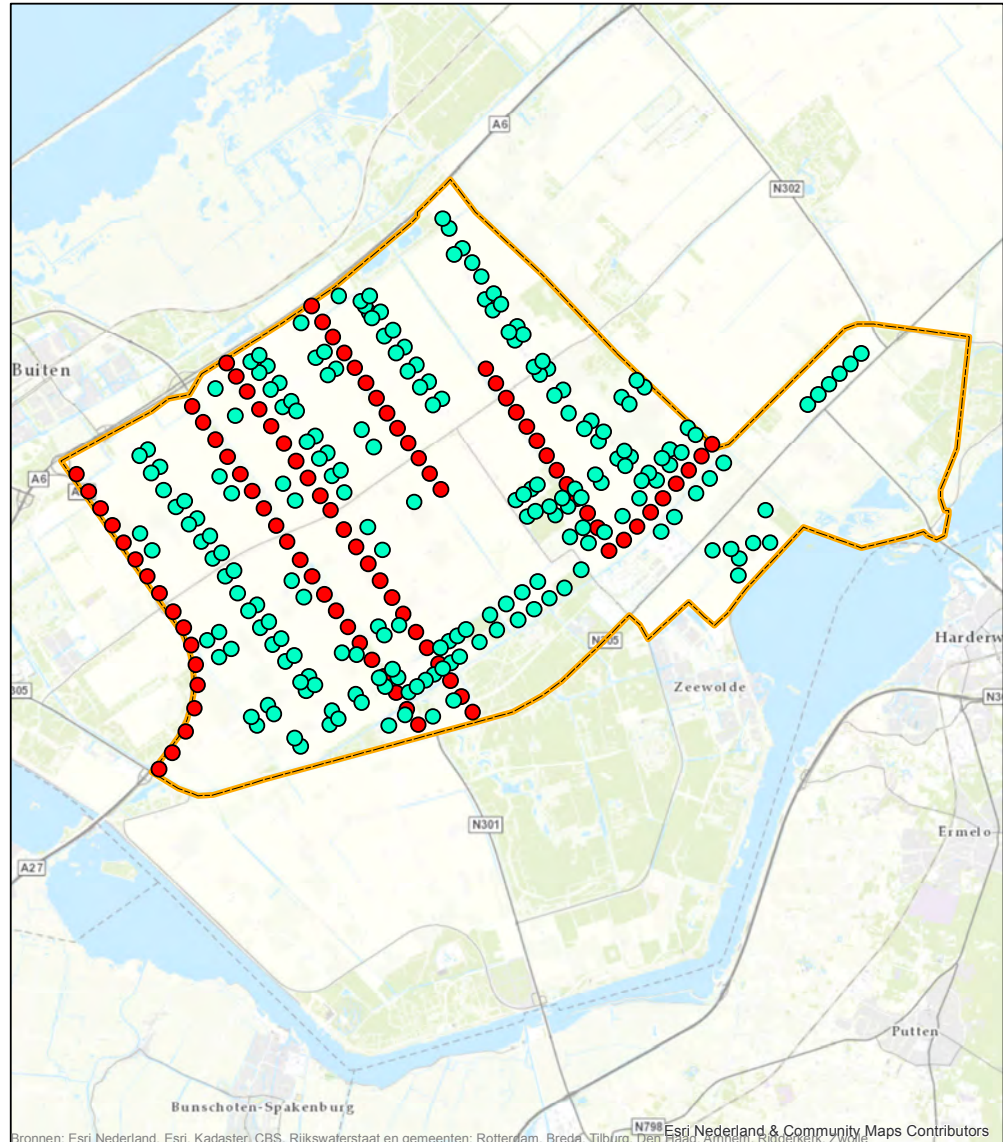 A6
N302
Buiten
A6
N305
305
Harderw
Zeewolde
N301
Ermelo
A27
Putten
Bunschoten-Spakenburg
N798
Esri Nederland & Community Maps Contributors
Bronnen: Esri Nederland, Esri, Kadaster, CBS, Rijkswaterstaat en gemeenten: Rotterdam, Breda, Tilburg, Den Haag, Arnhem, Ridderkerk, Zwolle